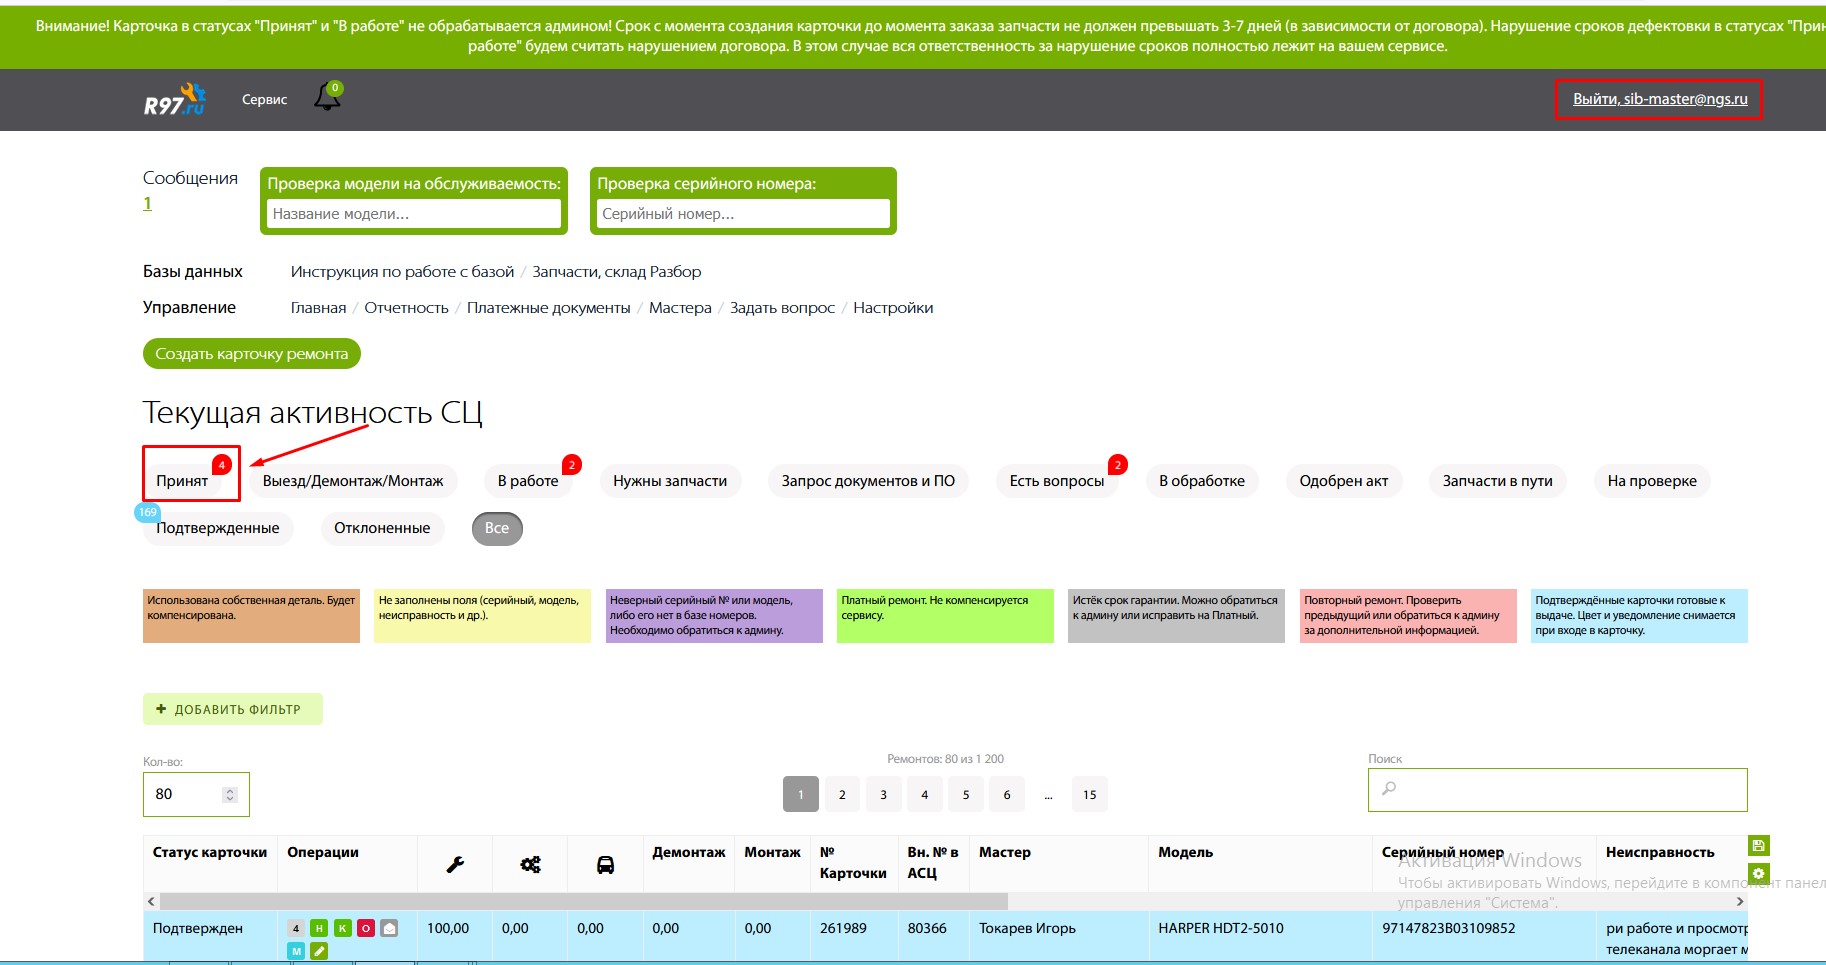 Внимание! Карточка в статусах "Принят" и "В работе" не обрабатывается админом! Срок с момента создания карточки до момента заказа запчасти не должен превышать 3-7 дней (в зависимости от договора). Нарушение сроков дефектовки в статусах "Прин
работе" будем считать нарушением договора. В этом случае вся ответственность за нарушение сроков полностью лежит на вашем сервисе.
R97.ru Сервис 0 Выйти, sib-master@ngs.ru
Сообщения
1
Проверка модели на обслуживаемость:
Название модели...
Проверка серийного номера:
Серийный номер...
Базы данных Инструкция по работе с базой / Запчасти, склад Разбор
Управление Главная / Отчетность / Платежные документы / Мастера / Задать вопрос / Настройки
Создать карточку ремонта
Текущая активность СЦ
4 2 2
Принят Выезд/Демонтаж/Монтаж В работе Нужны запчасти Запрос документов и ПО Есть вопросы В обработке Одобрен акт Запчасти в пути На проверке
169
Подтвержденные Отклоненные Все
Использована собственная деталь. Будет
компенсирована.
Не заполнены поля (серийный, модель,
неисправность и др.).
Неверный серийный № или модель,
либо его нет в базе номеров.
Необходимо обратиться к админу.
Платный ремонт. Не компенсируется
сервису.
Истёк срок гарантии. Можно обратиться
к админу или исправить на Платный.
Повторный ремонт. Проверить
предыдущий или обратиться к админу
за дополнительной информацией.
Подтверждённые карточки готовые к
выдаче. Цвет и уведомление снимается
при входе в карточку.
+ ДОБАВИТЬ ФИЛЬТР
Кол-во:
80
Ремонтов: 80 из 1 200
1 2 3 4 5 6 ... 15
Поиск
Статус карточки Операции Демонтаж Монтаж № Карточки Вн. № в АСЦ Мастер Модель Серийный номер Неисправность
Активация Windows
Чтобы активировать Windows, перейдите в компонент панел
управления "Система".
Подтвержден 4 Н К О 100,00 0,00 0,00 0,00 0,00 261989 80366 Токарев Игорь HARPER HDT2-5010 97147823B03109852 ри работе и просмотр
М телеканала моргает м